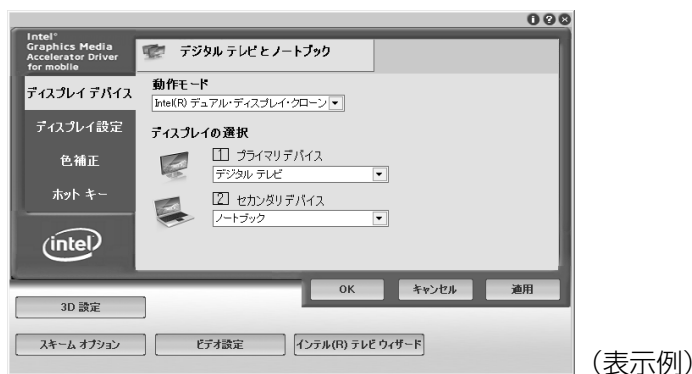 Intel®
Graphics Media
Accelerator Driver
for mobile
デジタル テレビとノートブック
ディスプレイ デバイス
ディスプレイ設定
色補正
ホット キー
intel
動作モード
Intel(R) デュアル・ディスプレイ・クローン
ディスプレイの選択
1 プライマリ デバイス
デジタル テレビ
2 セカンダリ デバイス
ノートブック
OK
キャンセル
適用
3D 設定
スキーム オプション
ビデオ設定
インテル(R) テレビ ウィザード
（表示例）